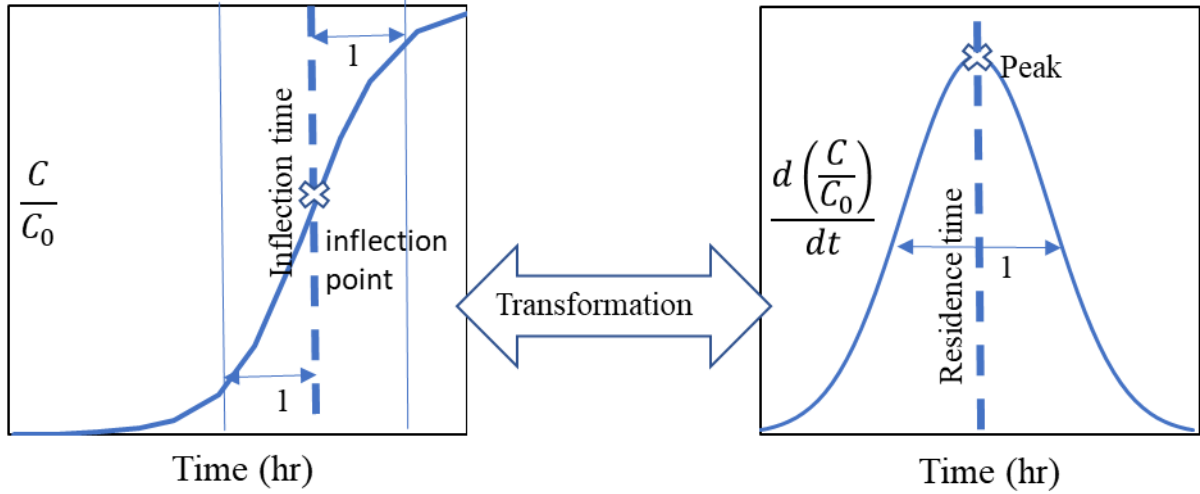 C
C0
Inflection time
1
inflection
point
1
Time (hr)
Transformation
d(C/C0)
dt
Peak
Residence time
1
Time (hr)